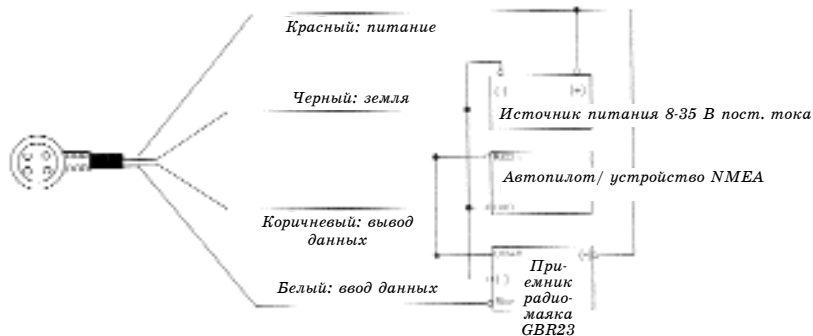 Красный: питание
Черный: земля
(-)
(+)
Источник питания 8-35 В пост. тока
Автопилот/ устройство NMEA
Коричневый: вывод
данных
(+)
Белый: ввод данных
При-
емник
радио-
маяка
GBR23